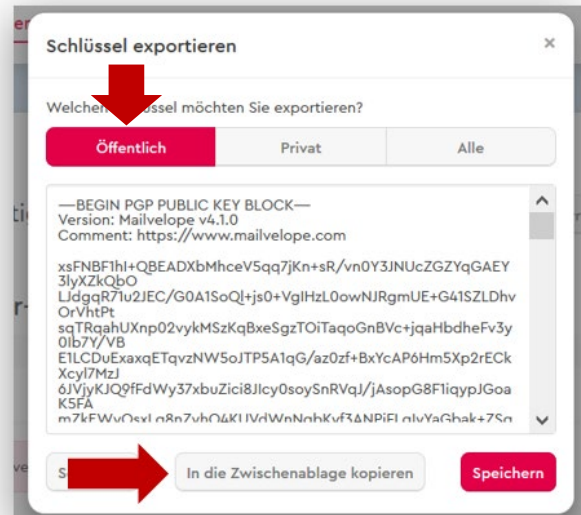 Schlüssel exportieren
×
Welchen Schlüssel möchten Sie exportieren?
Öffentlich
Privat
Alle
—BEGIN PGP PUBLIC KEY BLOCK—
Version: Mailvelope v4.1.0
Comment: https://www.mailvelope.com
xsFNBF1hI+QBEADXbMhceV5qq7jKn+sR/vn0Y3JNUcZGZYqGAEY
3lyXZkQbO
LJdgqR71u2JEC/G0A1SoQl+js0+VgIHzL0owNJRgmUE+G41SZLDhv
OrVhtPt
sqTRqahUXnp02vykMSzKqBxeSgzTOiTaqoGnBVc+jqaHbdheFv3y
0Ib7Y/VB
E1LCDuExaxqETqvzNW5oJTP5A1qG/az0zf+BxYcAP6Hm5Xp2rECk
Xcyl7MzJ
6JVjyKJQ9fFdWy37xbuZici8JIcy0soySnRVqJ/jAsopG8F1iqypJGoa
K5FA
In die Zwischenablage kopieren
Speichern